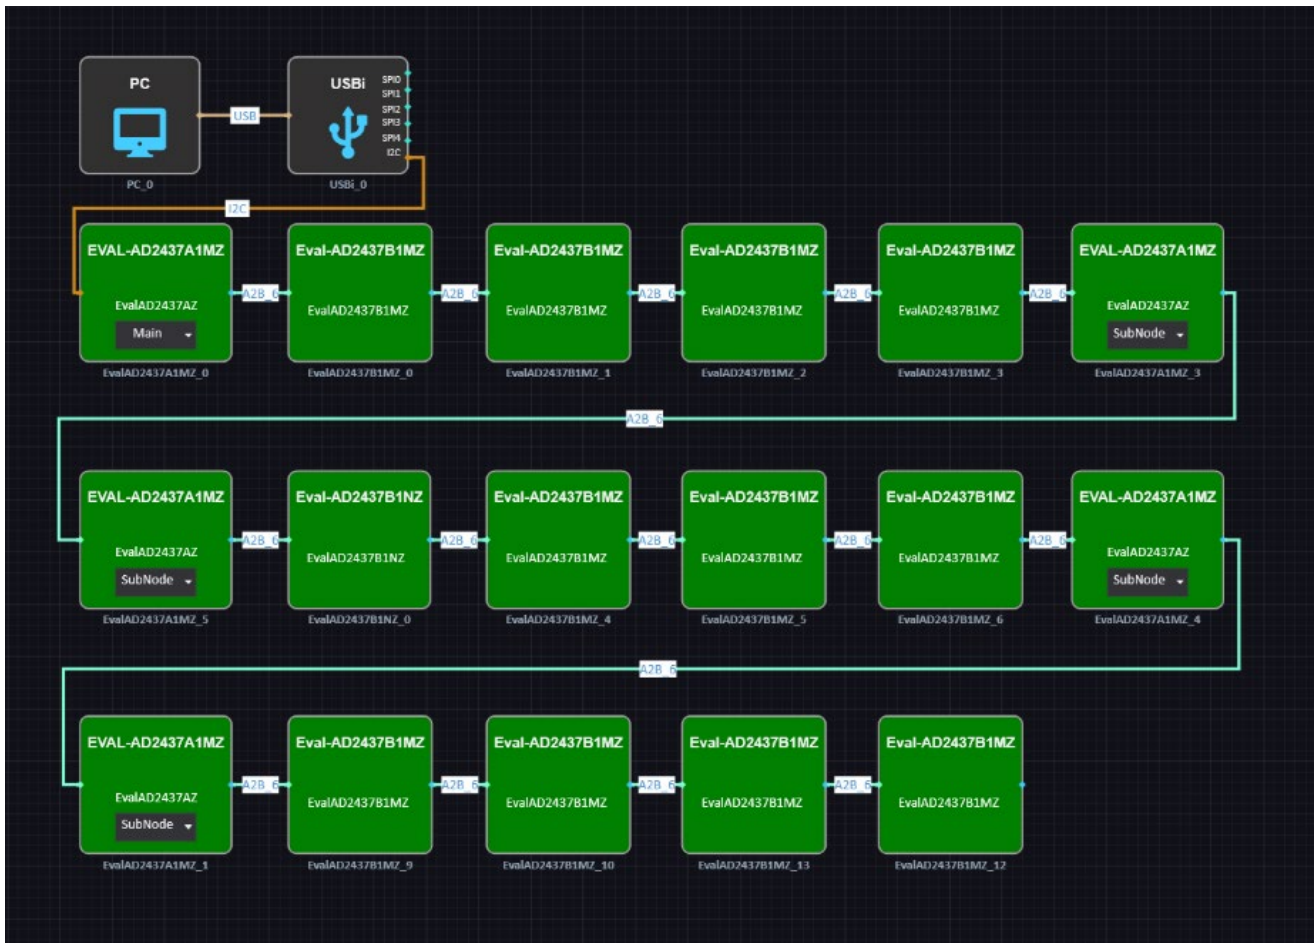 PC
USBi
SPI0
SPI1
SPI2
SPI3
SPI4
I2C
USB
PC_0
USBi_0
I2C
EVAL-AD2437A1MZ
Eval-AD2437B1MZ
Eval-AD2437B1MZ
Eval-AD2437B1MZ
Eval-AD2437B1MZ
EVAL-AD2437A1MZ
A2B_6
A2B_6
A2B_6
A2B_6
A2B_6
EvalAD2437AZ
EvalAD2437B1MZ
EvalAD2437B1MZ
EvalAD2437B1MZ
EvalAD2437B1MZ
EvalAD2437AZ
Main
SubNode
EvalAD2437A1MZ_0
EvalAD2437B1MZ_0
EvalAD2437B1MZ_1
EvalAD2437B1MZ_2
EvalAD2437B1MZ_3
EvalAD2437A1MZ_3
A2B_6
EVAL-AD2437A1MZ
Eval-AD2437B1NZ
Eval-AD2437B1MZ
Eval-AD2437B1MZ
Eval-AD2437B1MZ
EVAL-AD2437A1MZ
A2B_6
A2B_6
A2B_6
A2B_6
A2B_6
EvalAD2437AZ
EvalAD2437B1NZ
EvalAD2437B1MZ
EvalAD2437B1MZ
EvalAD2437B1MZ
EvalAD2437AZ
SubNode
SubNode
EvalAD2437A1MZ_5
EvalAD2437B1NZ_0
EvalAD2437B1MZ_4
EvalAD2437B1MZ_5
EvalAD2437B1MZ_6
EvalAD2437A1MZ_4
A2B_6
EVAL-AD2437A1MZ
Eval-AD2437B1MZ
Eval-AD2437B1MZ
Eval-AD2437B1MZ
Eval-AD2437B1MZ
A2B_6
A2B_6
A2B_6
A2B_6
EvalAD2437AZ
EvalAD2437B1MZ
EvalAD2437B1MZ
EvalAD2437B1MZ
EvalAD2437B1MZ
SubNode
EvalAD2437A1MZ_1
EvalAD2437B1MZ_9
EvalAD2437B1MZ_10
EvalAD2437B1MZ_13
EvalAD2437B1MZ_12